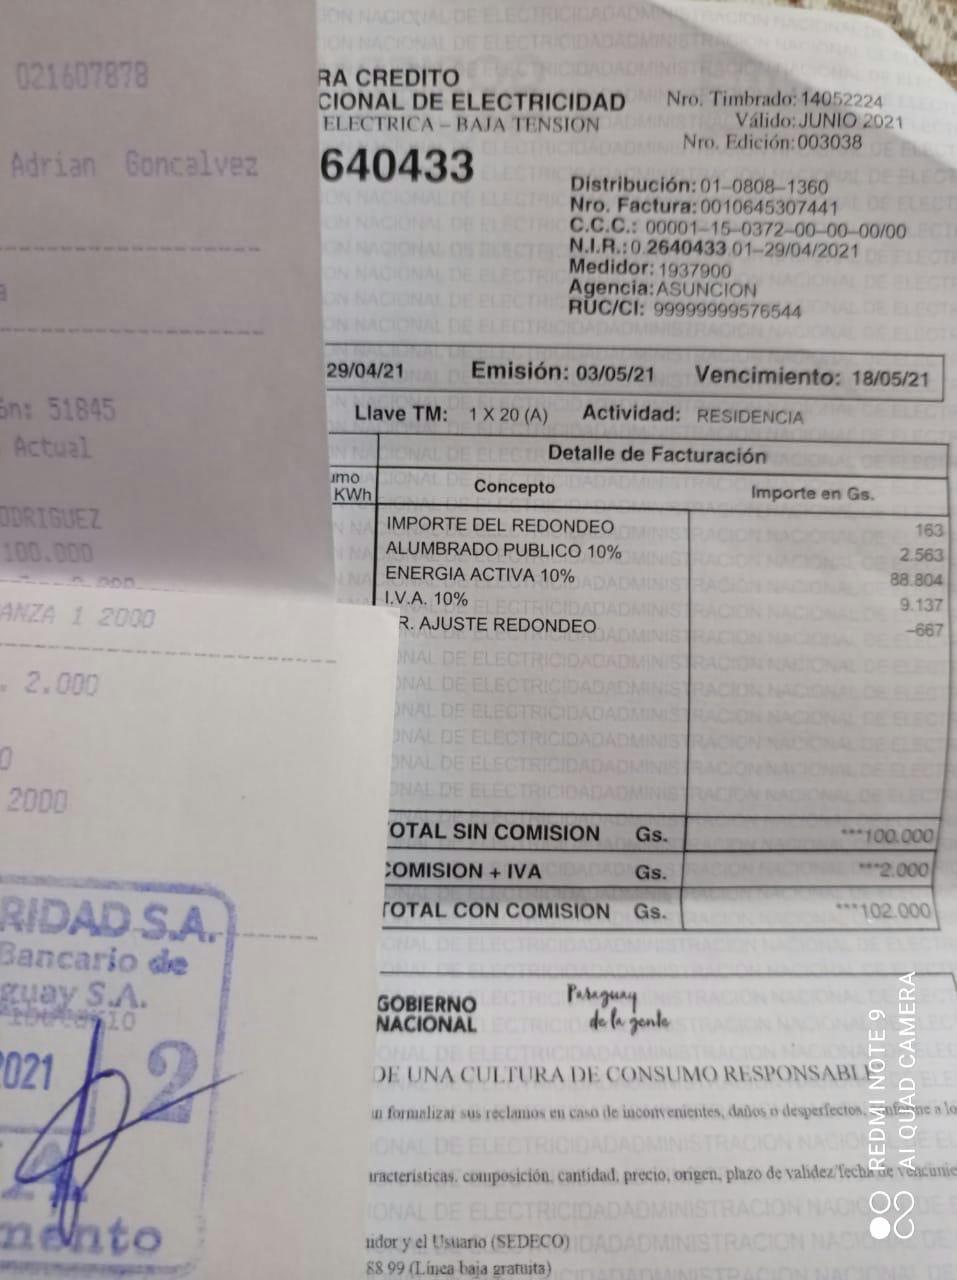 021607878
Adrian Goncalvez
ón: 51845
Actual
ODRIGUEZ
100.000
ANZA 1 2000
. 2.000
0
2000
RIDAD S.A.
Bancario de
guay S.A.
2021
2
mento
RA CREDITO
CIONAL DE ELECTRICIDAD
ELECTRICA – BAJA TENSION
640433
Nro. Timbrado: 14052224
Válido: JUNIO 2021
Nro. Edición: 003038
Distribución: 01–0808–1360
Nro. Factura: 0010645307441
C.C.C.: 00001–15–0372–00–00–00/00
N.I.R.: 0 2640433 01–29/04/2021
Medidor: 1937900
Agencia: ASUNCION
RUC/CI: 99999999576544
29/04/21 Emisión: 03/05/21 Vencimiento: 18/05/21
Llave TM: 1 X 20 (A) Actividad: RESIDENCIA
Detalle de Facturación
umo
KWh Concepto Importe en Gs.
IMPORTE DEL REDONDEO 163
ALUMBRADO PUBLICO 10% 2.563
ENERGIA ACTIVA 10% 88.804
I.V.A. 10% 9.137
R. AJUSTE REDONDEO –667
OTAL SIN COMISION Gs. ***100.000
COMISION + IVA Gs. ***2.000
TOTAL CON COMISION Gs. ***102.000
GOBIERNO
NACIONAL
Paraguay
de la gente
DE UNA CULTURA DE CONSUMO RESPONSABLE
n formalizar sus reclamos en caso de inconvenientes, daños o desperfectos, conforme a lo
aracterísticas, composición, cantidad, precio, origen, plazo de validez/fecha de vencimie
nidor y el Usuario (SEDECO)
88 99 (Línea baja gratuita)
REDMI NOTE 9
AI QUAD CAMERA